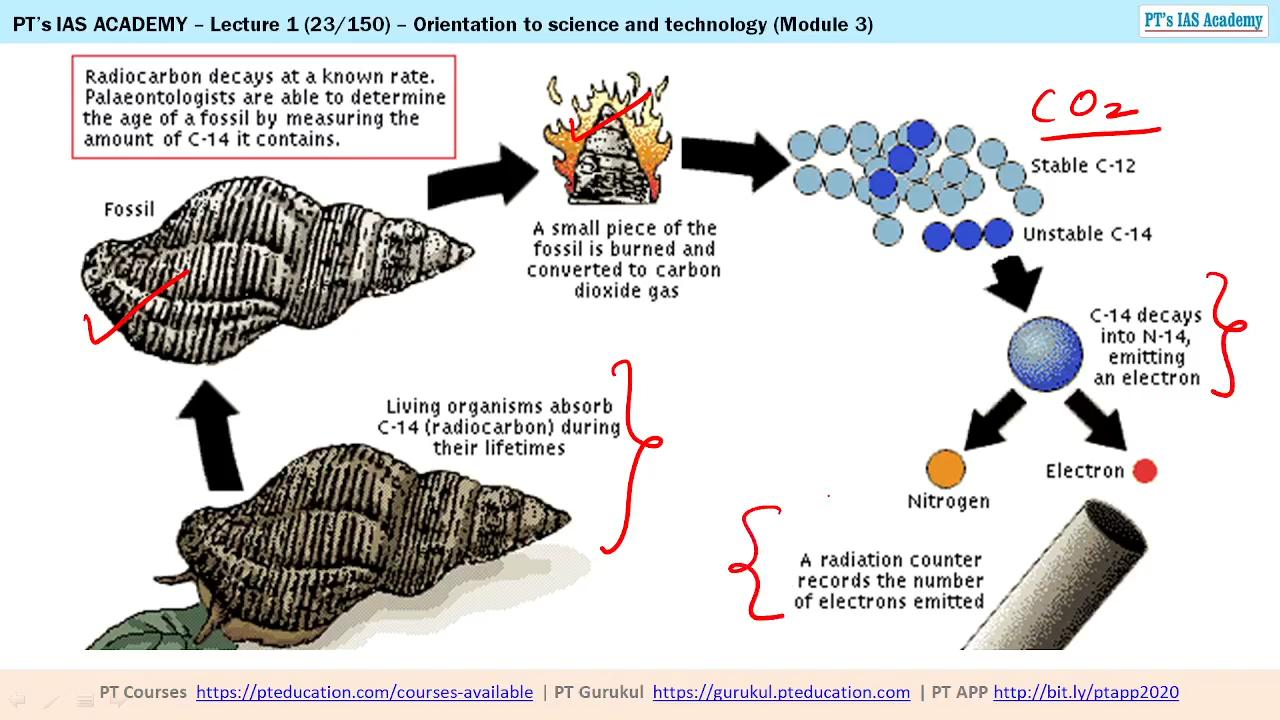 PT's IAS ACADEMY – Lecture 1 (23/150) – Orientation to science and technology (Module 3)
PT's IAS Academy
Radiocarbon decays at a known rate.
Palaeontologists are able to determine
the age of a fossil by measuring the
amount of C-14 it contains.
Fossil
A small piece of the
fossil is burned and
converted to carbon
dioxide gas
CO2
Stable C-12
Unstable C-14
C-14 decays
into N-14,
emitting
an electron
Living organisms absorb
C-14 (radiocarbon) during
their lifetimes
Nitrogen
Electron
A radiation counter
records the number
of electrons emitted
PT Courses https://pteducation.com/courses-available | PT Gurukul https://gurukul.pteducation.com | PT APP http://bit.ly/ptapp2020